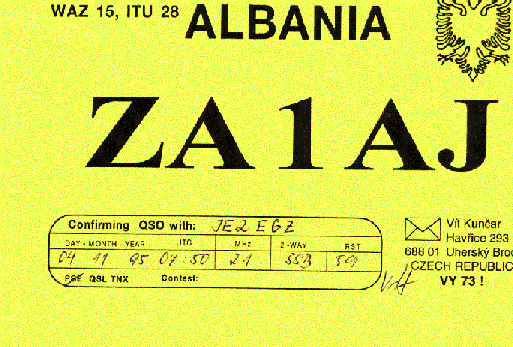 WAZ 15, ITU 28
ALBANIA
ZA1AJ
Confirming QSO with: JE2EGZ
DAY - MONTH - YEAR UTC MHZ 2-WAY RST
04 11 95 07:50 21 SSB 59
PSE QSL TNX Contest:
Vít Kunčar
Havřice 293
688 01 Uherský Broc
CZECH REPUBLIC
VY 73 !